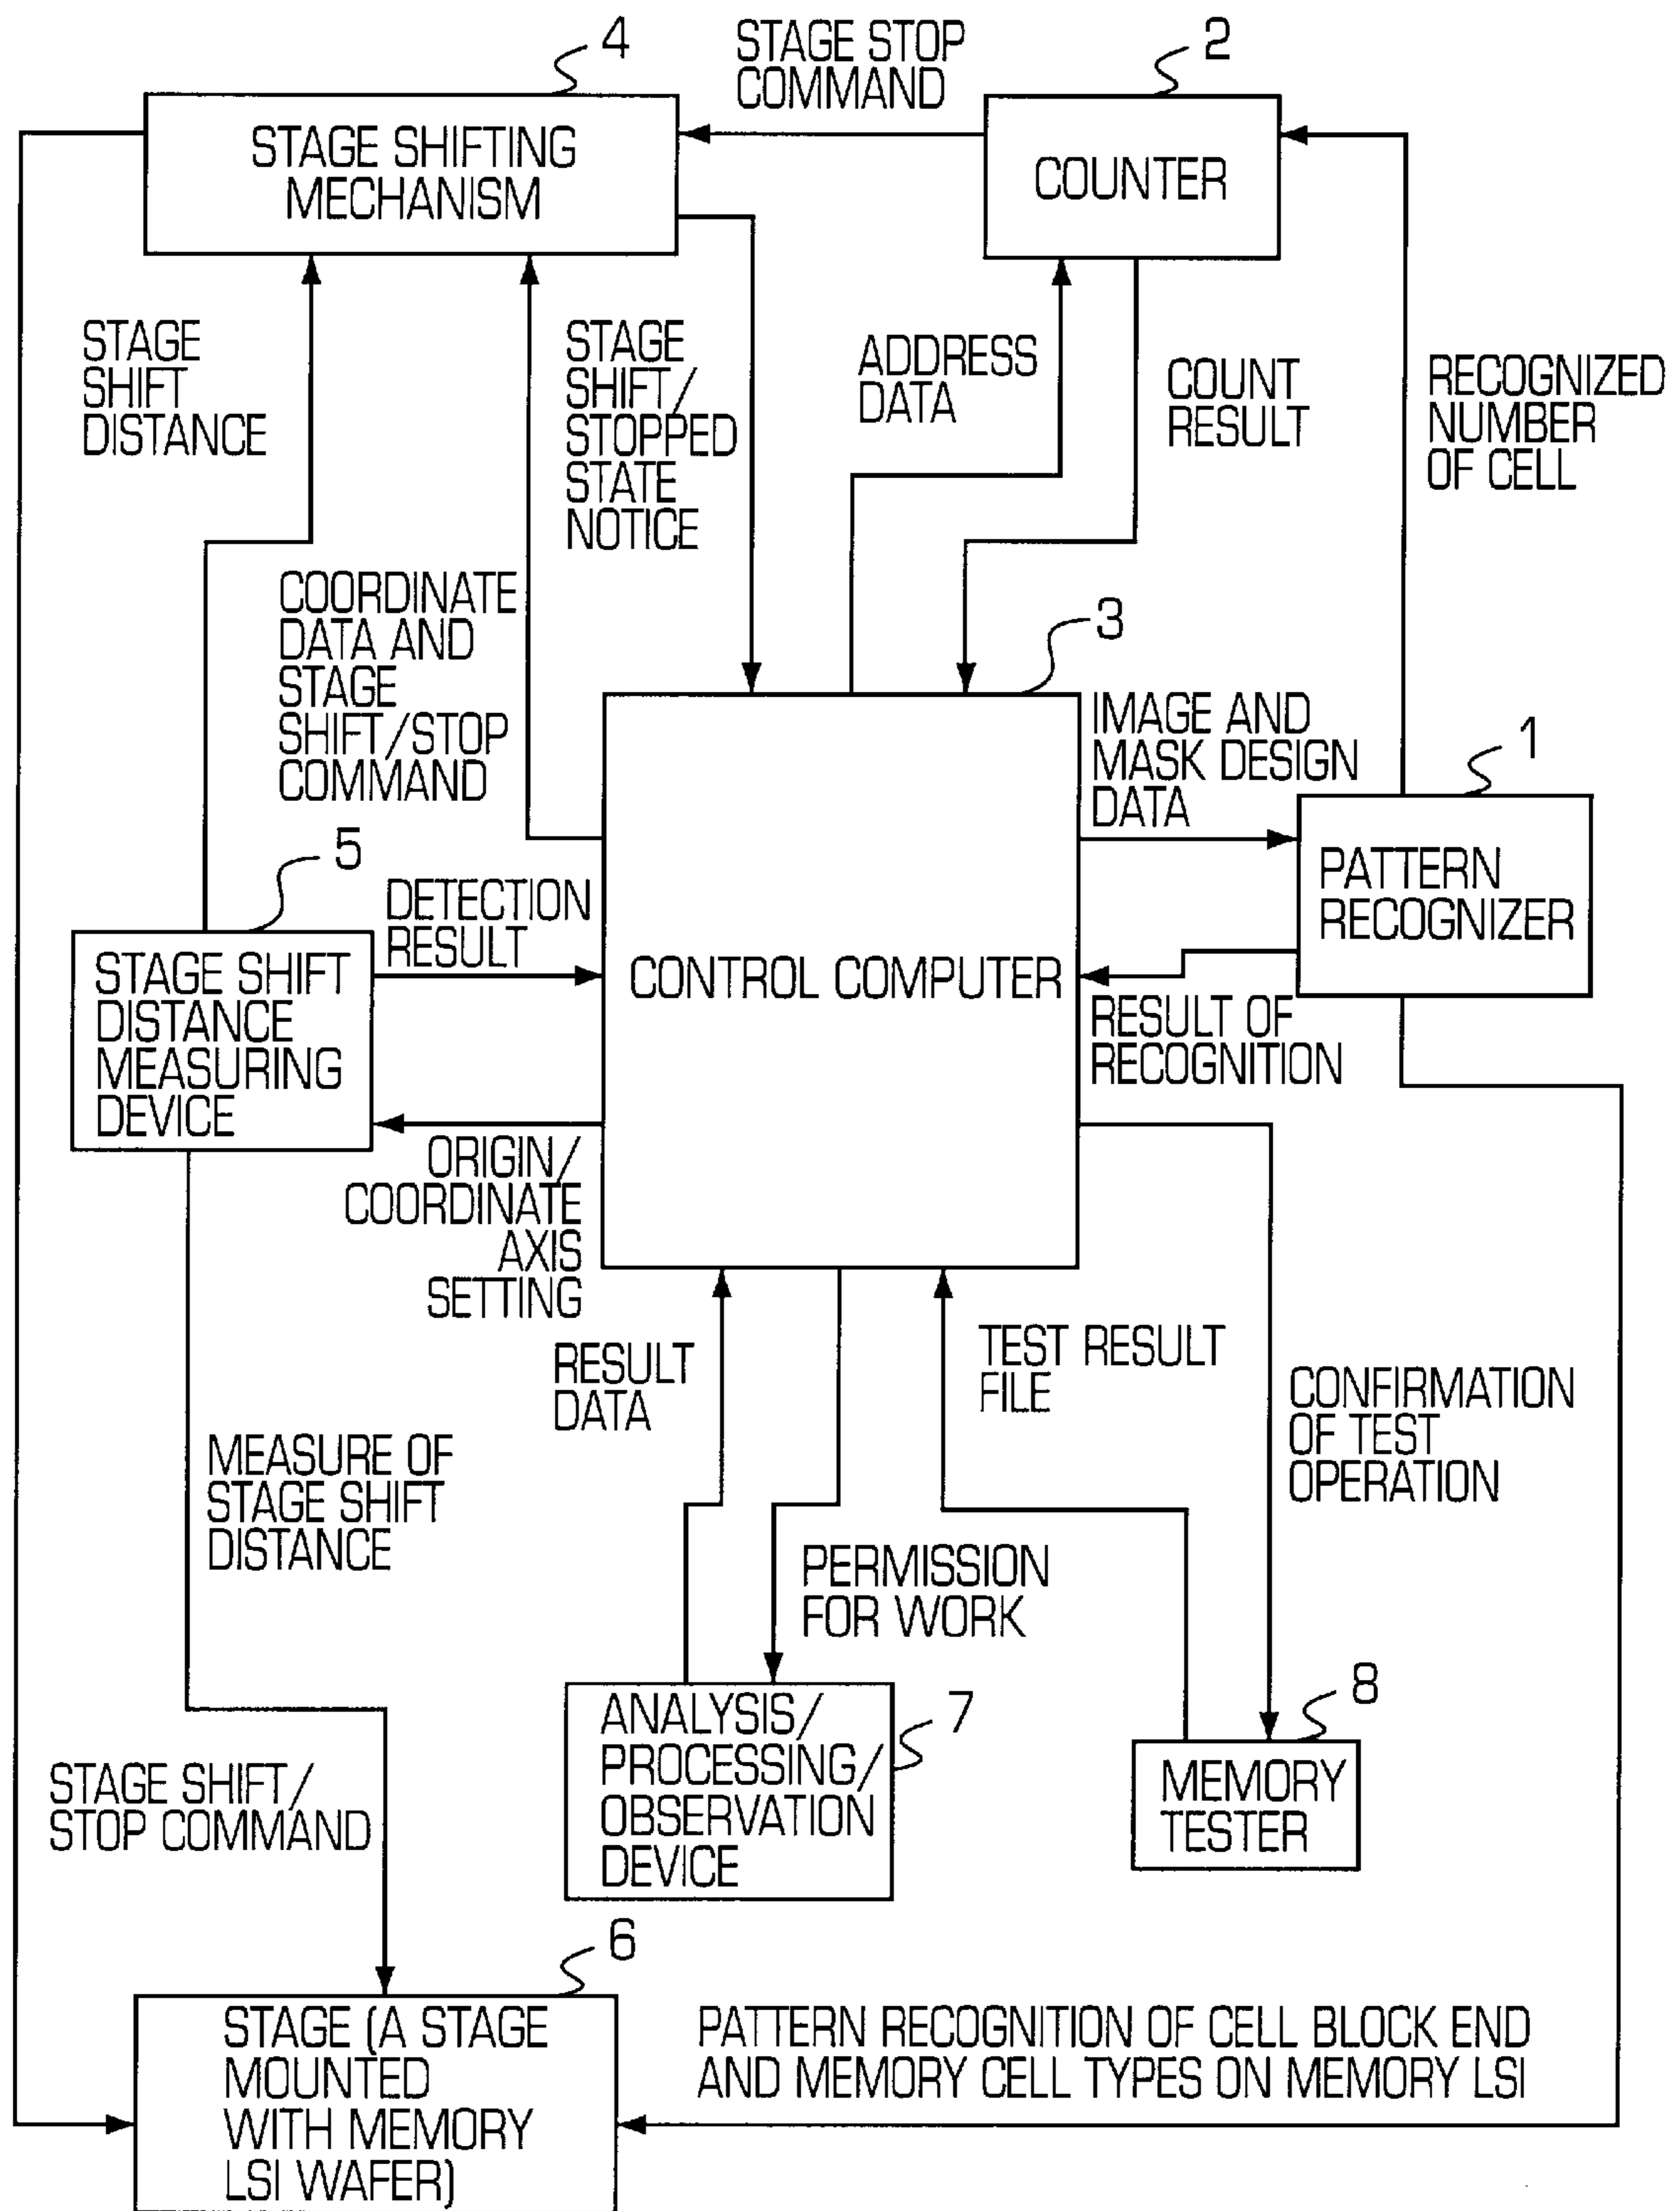 4
STAGE STOP
COMMAND
2
STAGE SHIFTING
MECHANISM
COUNTER
STAGE
SHIFT
DISTANCE
STAGE
SHIFT/
STOPPED
STATE
NOTICE
ADDRESS
DATA
COUNT
RESULT
RECOGNIZED
NUMBER
OF CELL
COORDINATE
DATA AND
STAGE
SHIFT/STOP
COMMAND
3
IMAGE AND
MASK DESIGN
DATA
1
5
DETECTION
RESULT
PATTERN
RECOGNIZER
STAGE SHIFT
DISTANCE
MEASURING
DEVICE
CONTROL COMPUTER
RESULT OF
RECOGNITION
ORIGIN/
COORDINATE
AXIS
SETTING
RESULT
DATA
TEST RESULT
FILE
CONFIRMATION
OF TEST
OPERATION
MEASURE OF
STAGE SHIFT
DISTANCE
PERMISSION
FOR WORK
ANALYSIS/
PROCESSING/
OBSERVATION
DEVICE
7
8
MEMORY
TESTER
STAGE SHIFT/
STOP COMMAND
6
STAGE (A STAGE
MOUNTED
WITH MEMORY
LSI WAFER)
PATTERN RECOGNITION OF CELL BLOCK END
AND MEMORY CELL TYPES ON MEMORY LSI